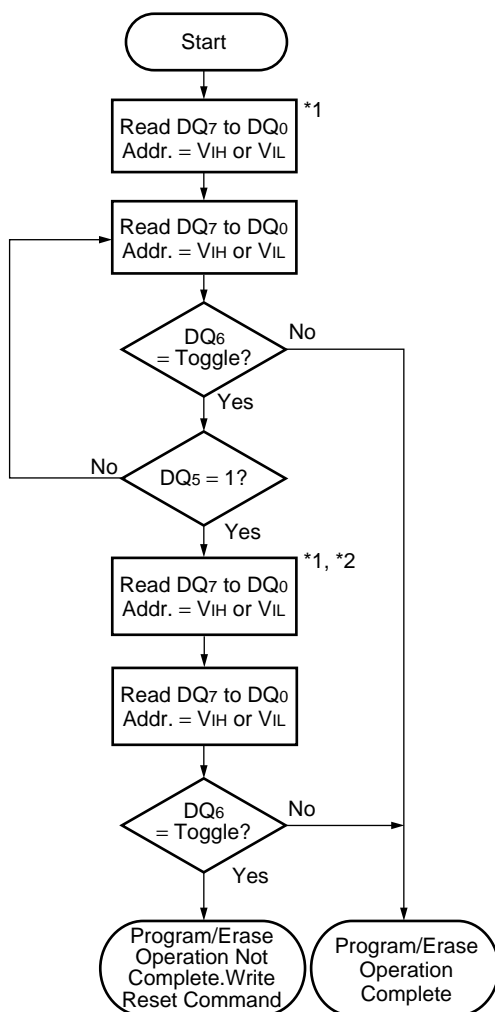 Start
Read DQ7 to DQ0
Addr. = VIH or VIL
*1
Read DQ7 to DQ0
Addr. = VIH or VIL
DQ6
= Toggle?
No
Yes
DQ5 = 1?
No
Yes
Read DQ7 to DQ0
Addr. = VIH or VIL
*1, *2
Read DQ7 to DQ0
Addr. = VIH or VIL
DQ6
= Toggle?
No
Yes
Program/Erase
Operation Not
Complete.Write
Reset Command
Program/Erase
Operation
Complete